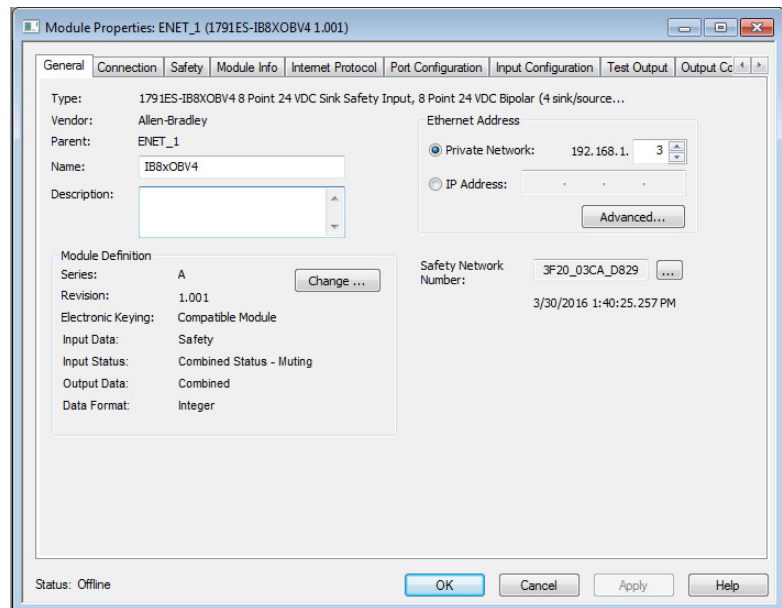 Module Properties: ENET_1 (1791ES-IB8XOBV4 1.001)
General Connection Safety Module Info Internet Protocol Port Configuration Input Configuration Test Output Output Co
Type: 1791ES-IB8XOBV4 8 Point 24 VDC Sink Safety Input, 8 Point 24 VDC Bipolar (4 sink/source...
Vendor: Allen-Bradley
Parent: ENET_1
Name: IB8xOBV4
Description:
Ethernet Address
Private Network: 192.168.1. 3
IP Address: . . .
Advanced...
Module Definition
Series: A
Change ...
Revision: 1.001
Electronic Keying: Compatible Module
Input Data: Safety
Input Status: Combined Status - Muting
Output Data: Combined
Data Format: Integer
Safety Network
Number: 3F20_03CA_D829 ...
3/30/2016 1:40:25.257 PM
Status: Offline
OK Cancel Apply Help